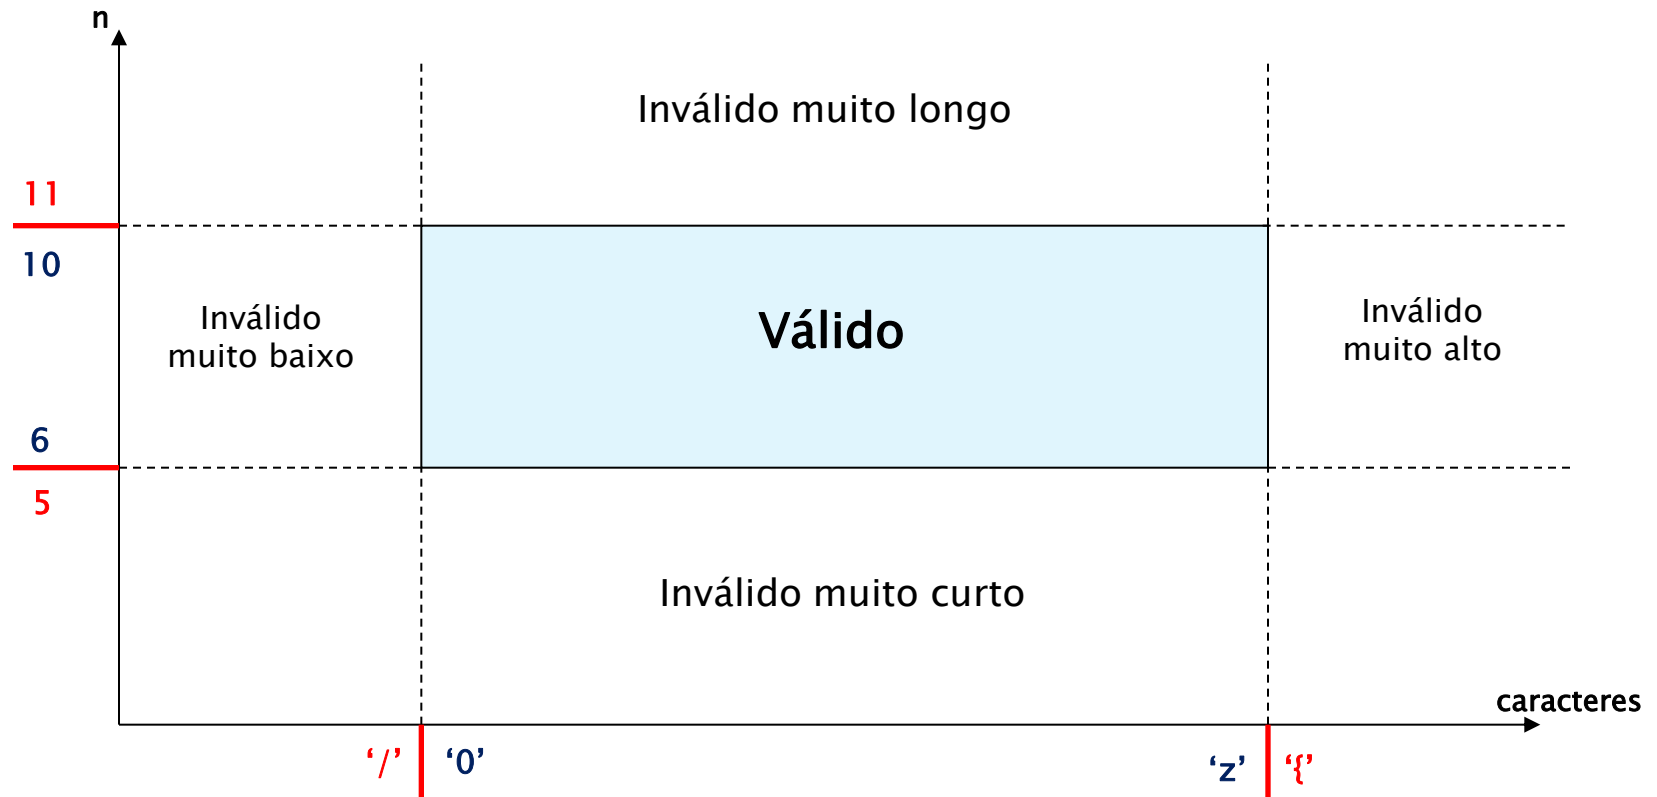 n
Inválido muito longo
11
10
Inválido
muito baixo
Válido
Inválido
muito alto
6
5
Inválido muito curto
caracteres
‘/’ ‘0’ ‘z’ ‘{’